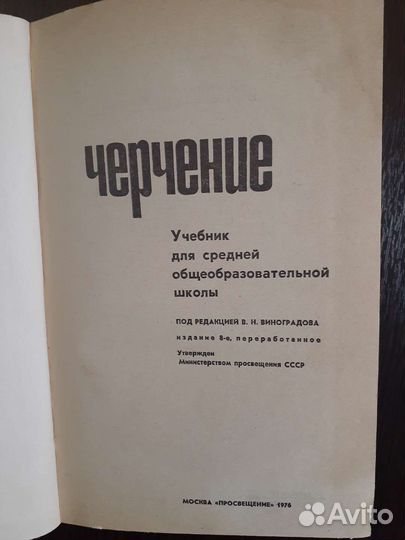 черчение
Учебник
для средней
общеобразовательной
школы
ПОД РЕДАКЦИЕЙ В. Н. ВИНОГРАДОВА
издание 8-е, переработанное
Утвержден
Министерством просвещения СССР
МОСКВА «ПРОСВЕЩЕНИЕ» 1976
Avito